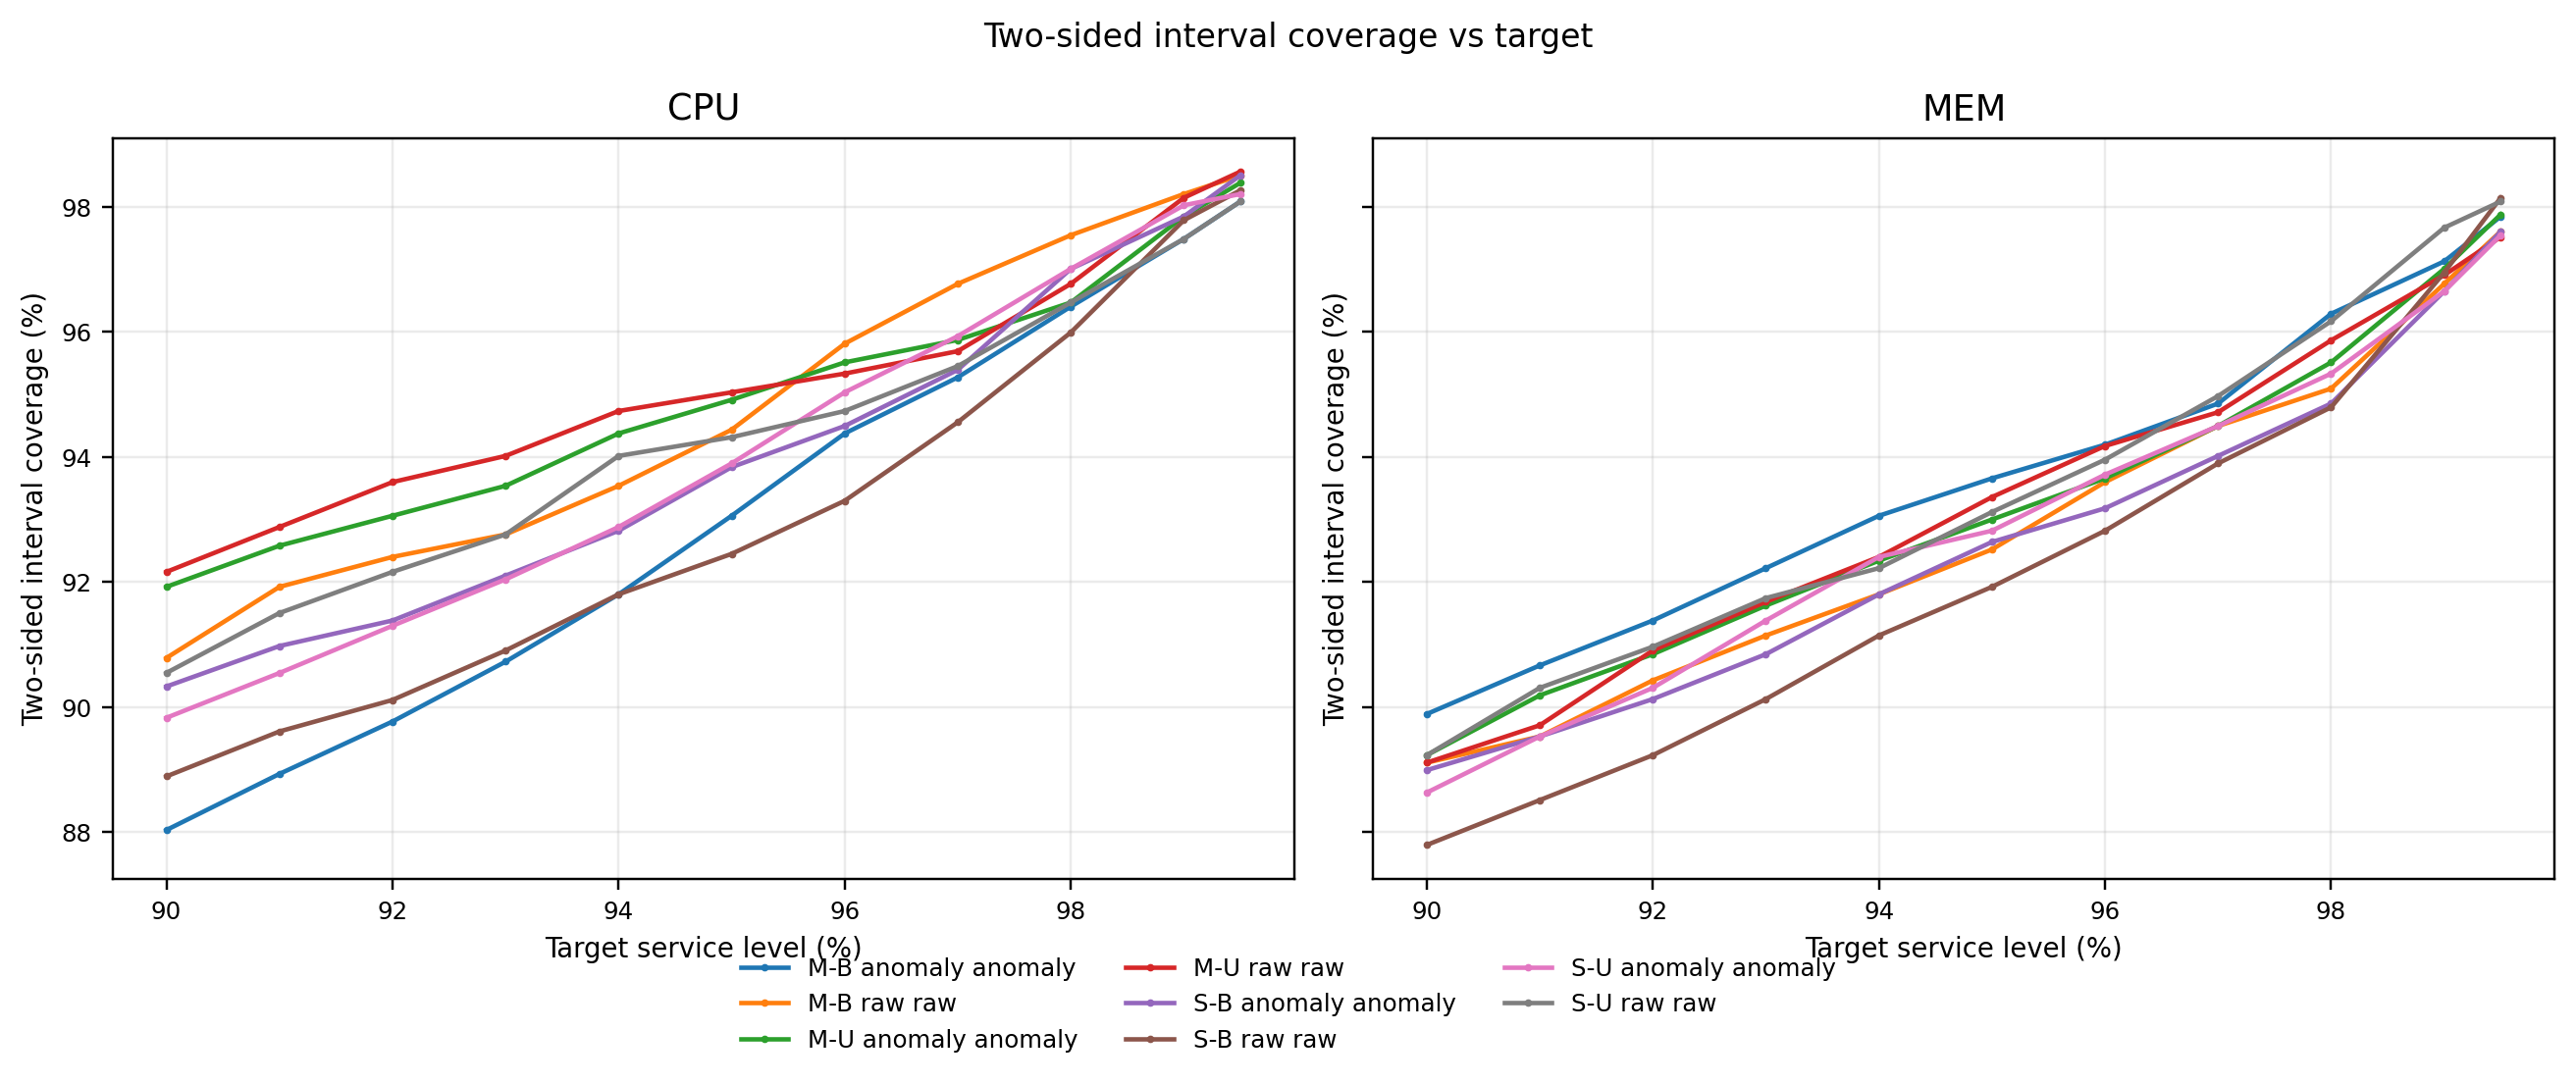 Two-sided interval coverage vs target
CPU
Two-sided interval coverage (%)
98
96
94
92
90
88
90 92 94 96 98
Target service level (%)
MEM
Two-sided interval coverage (%)
90 92 94 96 98
Target service level (%)
M-B anomaly anomaly
M-B raw raw
M-U anomaly anomaly
M-U raw raw
S-B anomaly anomaly
S-B raw raw
S-U anomaly anomaly
S-U raw raw